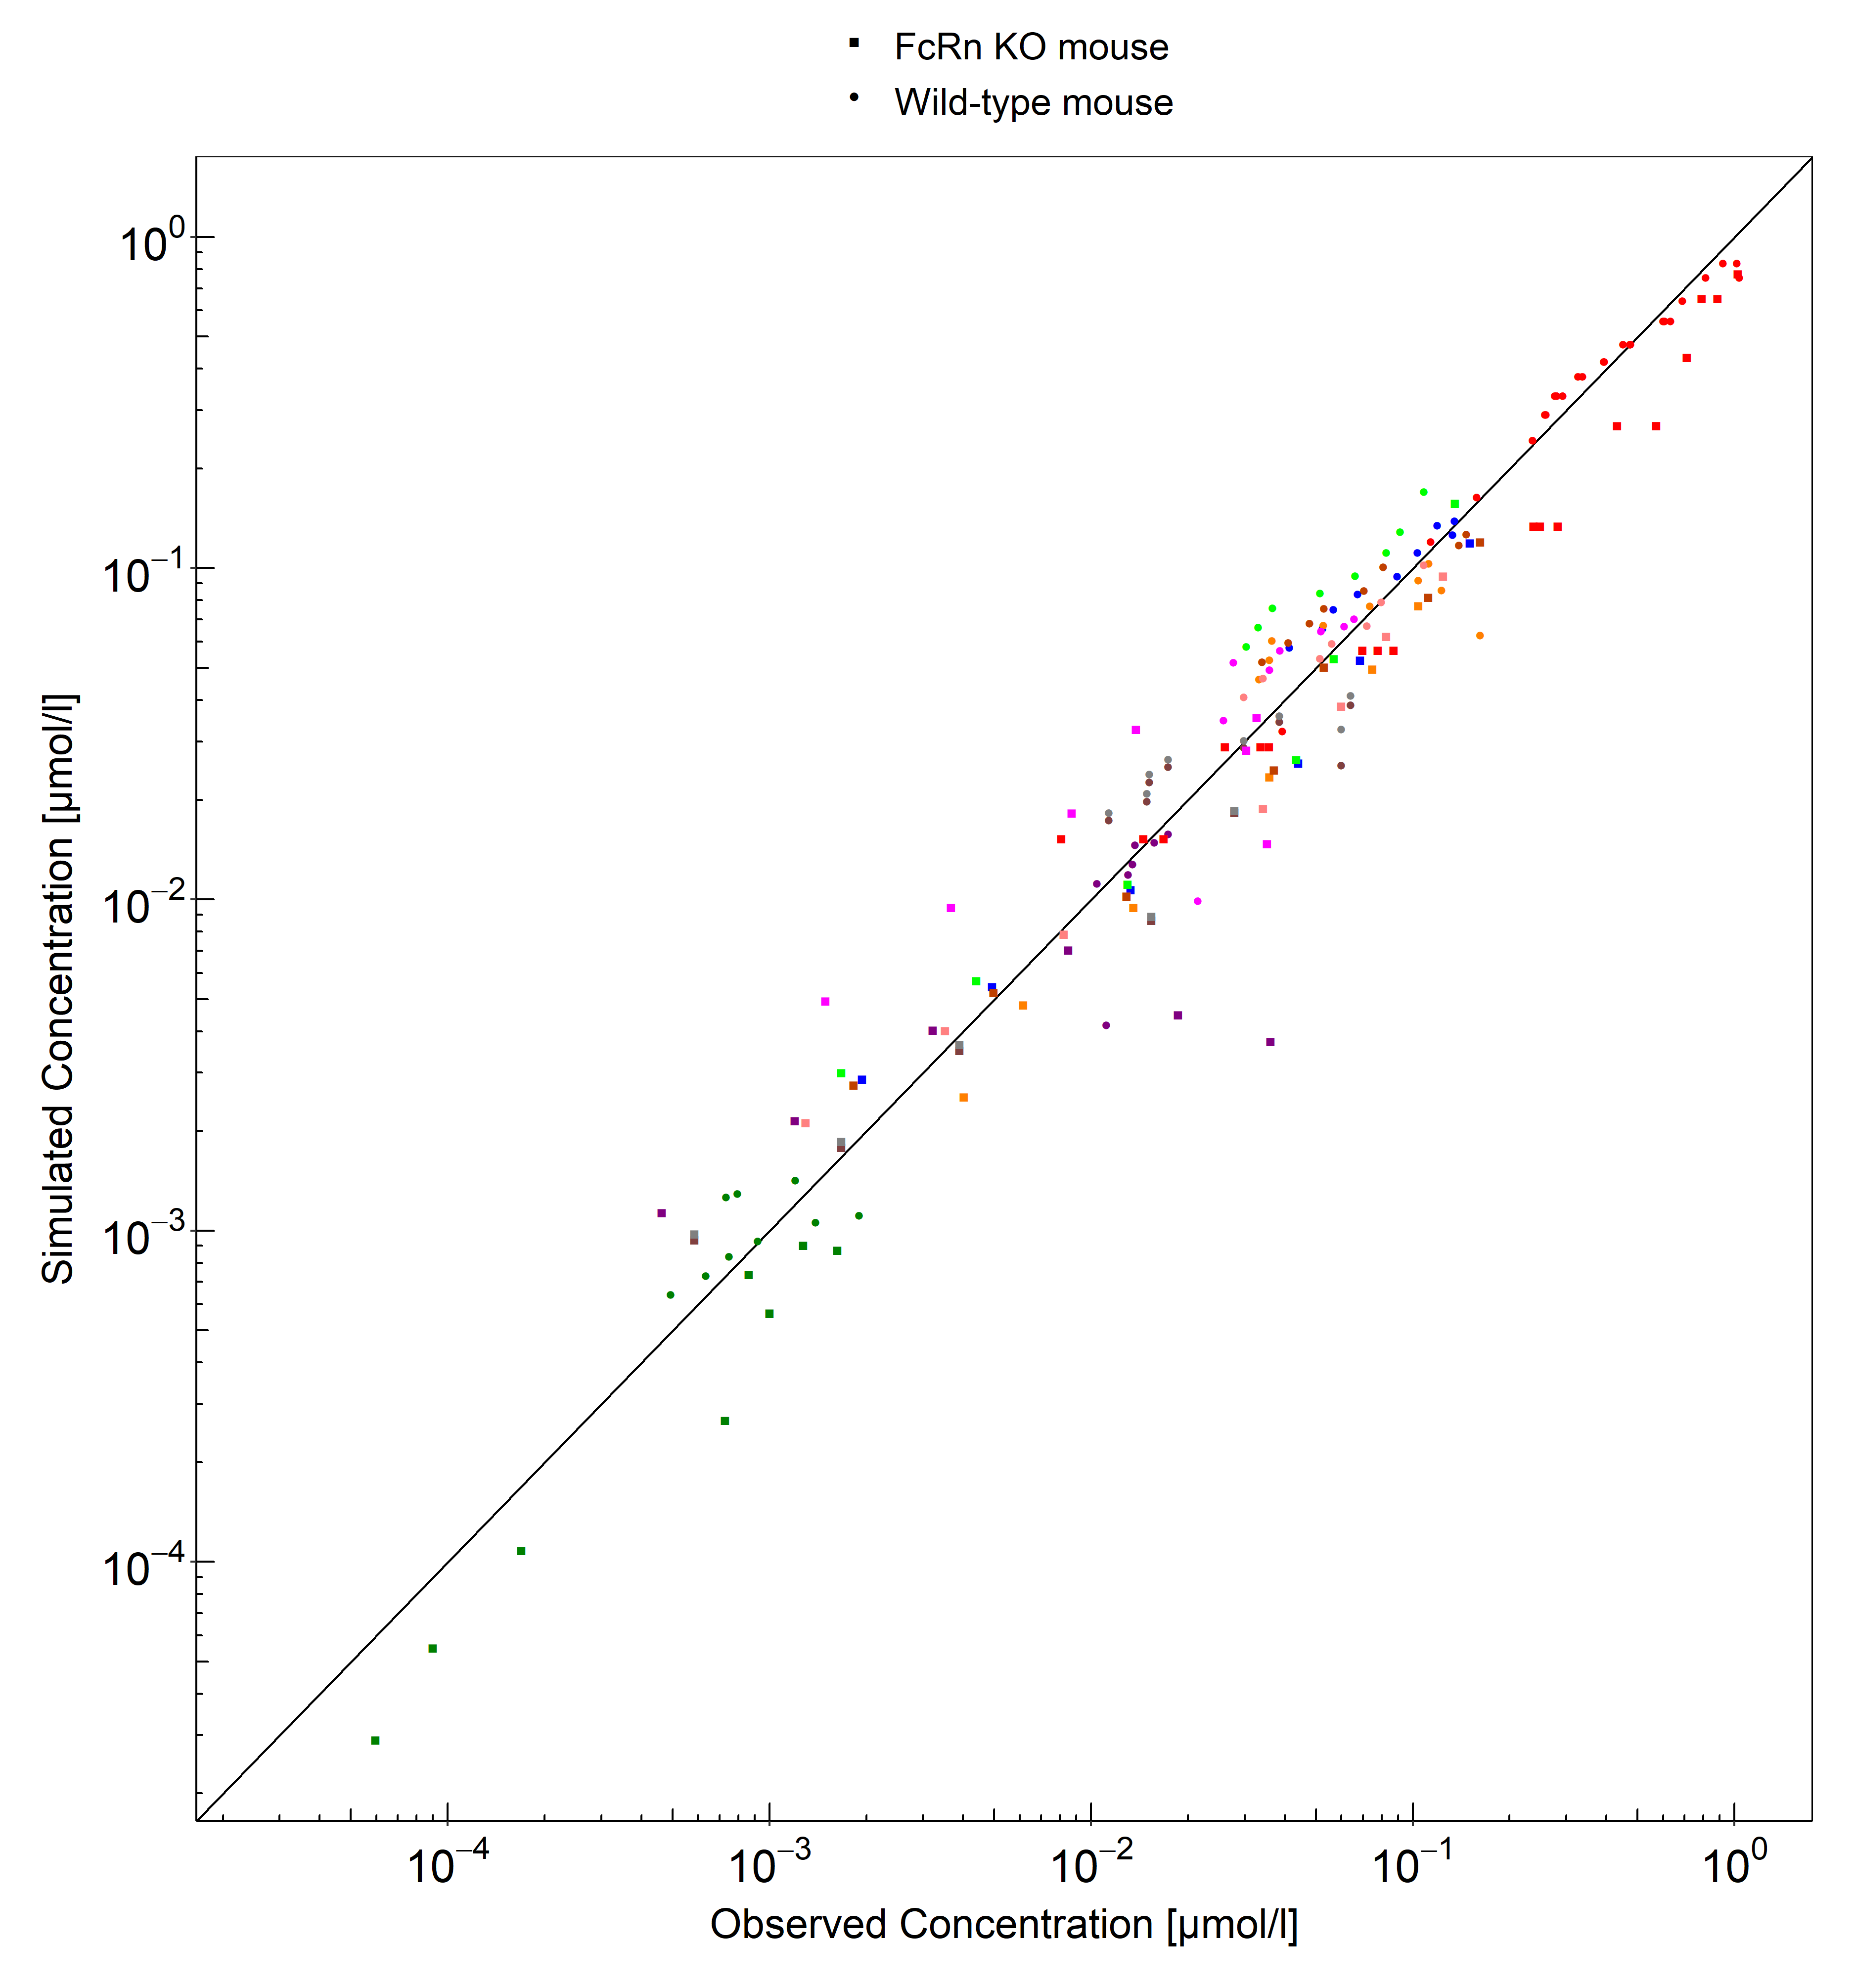 FcRn KO mouse
Wild-type mouse
10⁰
10⁻¹
10⁻²
10⁻³
10⁻⁴
Simulated Concentration [µmol/l]
10⁻⁴ 10⁻³ 10⁻² 10⁻¹ 10⁰
Observed Concentration [µmol/l]